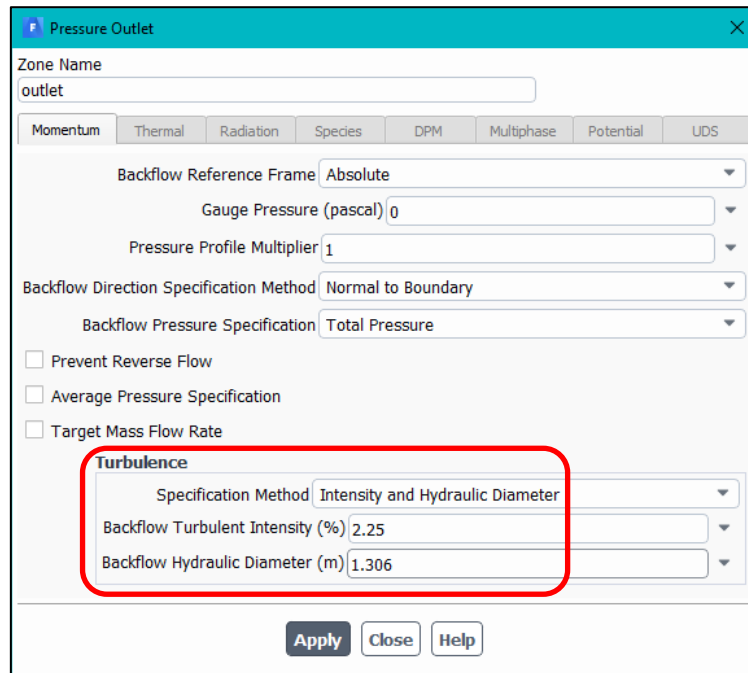 F Pressure Outlet
Zone Name
outlet
Momentum Thermal Radiation Species DPM Multiphase Potential UDS
Backflow Reference Frame Absolute
Gauge Pressure (pascal) 0
Pressure Profile Multiplier 1
Backflow Direction Specification Method Normal to Boundary
Backflow Pressure Specification Total Pressure
Prevent Reverse Flow
Average Pressure Specification
Target Mass Flow Rate
Turbulence
Specification Method Intensity and Hydraulic Diameter
Backflow Turbulent Intensity (%) 2.25
Backflow Hydraulic Diameter (m) 1.306
Apply Close Help